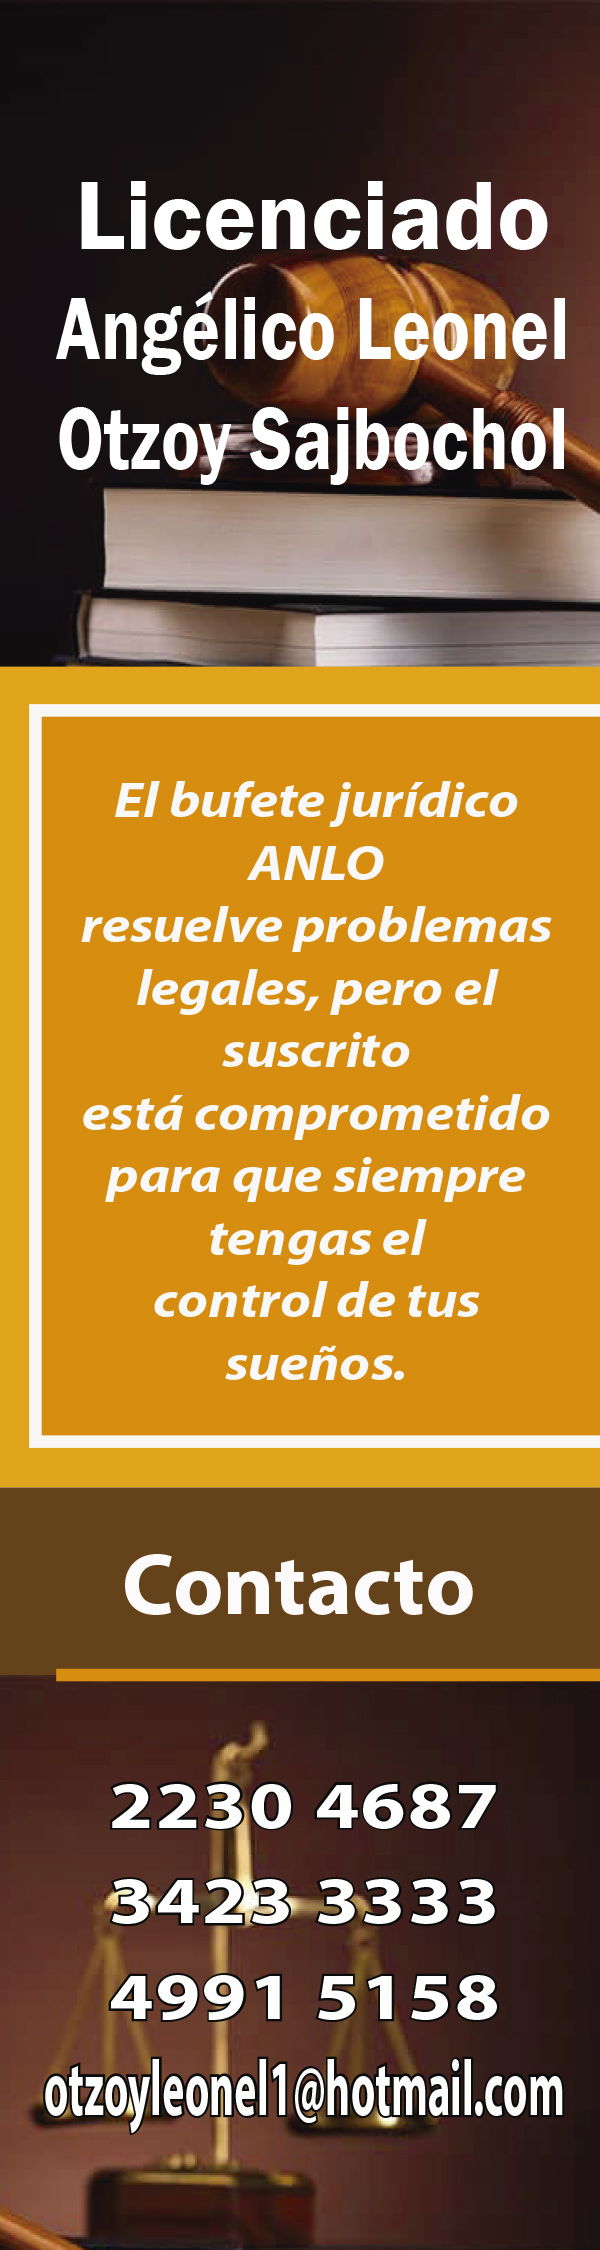 Licenciado
Angélico Leonel
Otzoy Sajbochol
El bufete jurídico
ANLO
resuelve problemas
legales, pero el
suscrito
está comprometido
para que siempre
tengas el
control de tus
sueños.
Contacto
2230 4687
3423 3333
4991 5158
otzoyleonel1@hotmail.com